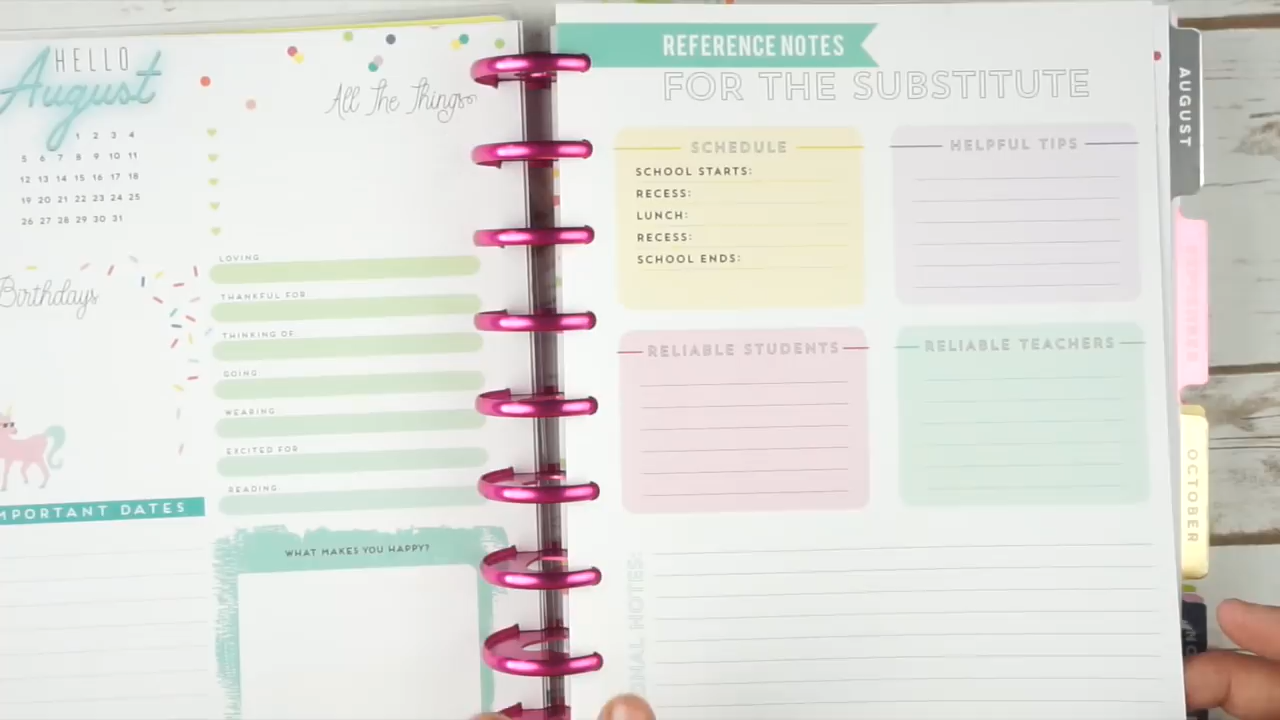 HELLO
August
1 2 3 4
5 6 7 8 9 10 11
12 13 14 15 16 17 18
19 20 21 22 23 24 25
26 27 28 29 30 31
All The Things
Birthdays
LOVING
THANKFUL FOR
THINKING OF
GOING
WEARING
EXCITED FOR
READING
MPORTANT DATES
WHAT MAKES YOU HAPPY?
REFERENCE NOTES
FOR THE SUBSTITUTE
SCHEDULE
SCHOOL STARTS:
RECESS:
LUNCH:
RECESS:
SCHOOL ENDS:
HELPFUL TIPS
RELIABLE STUDENTS
RELIABLE TEACHERS
ONAL NOTES:
AUGUST
OCTOBER